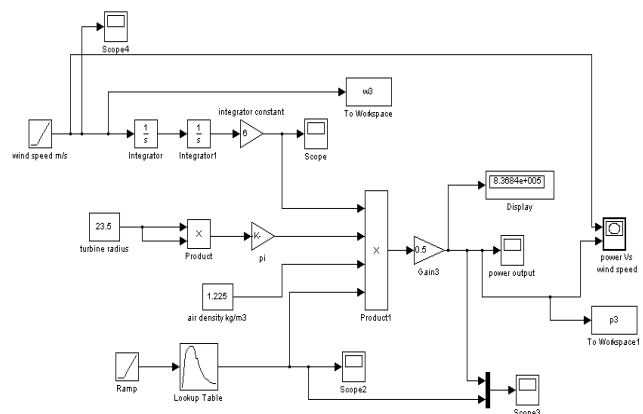 Scope4
w3
To Workspace
integrator constant
1
s
1
s
6
wind speed m/s
Integrator
Integrator1
Scope
8.3684e+005
Display
23.5
X
K-
X
0.5
turbine radius
Product
pi
Gain3
power output
power Vs
wind speed
1.225
air density kg/m3
Product1
p3
To Workspace1
Ramp
Lookup Table
Scope2
Scope3